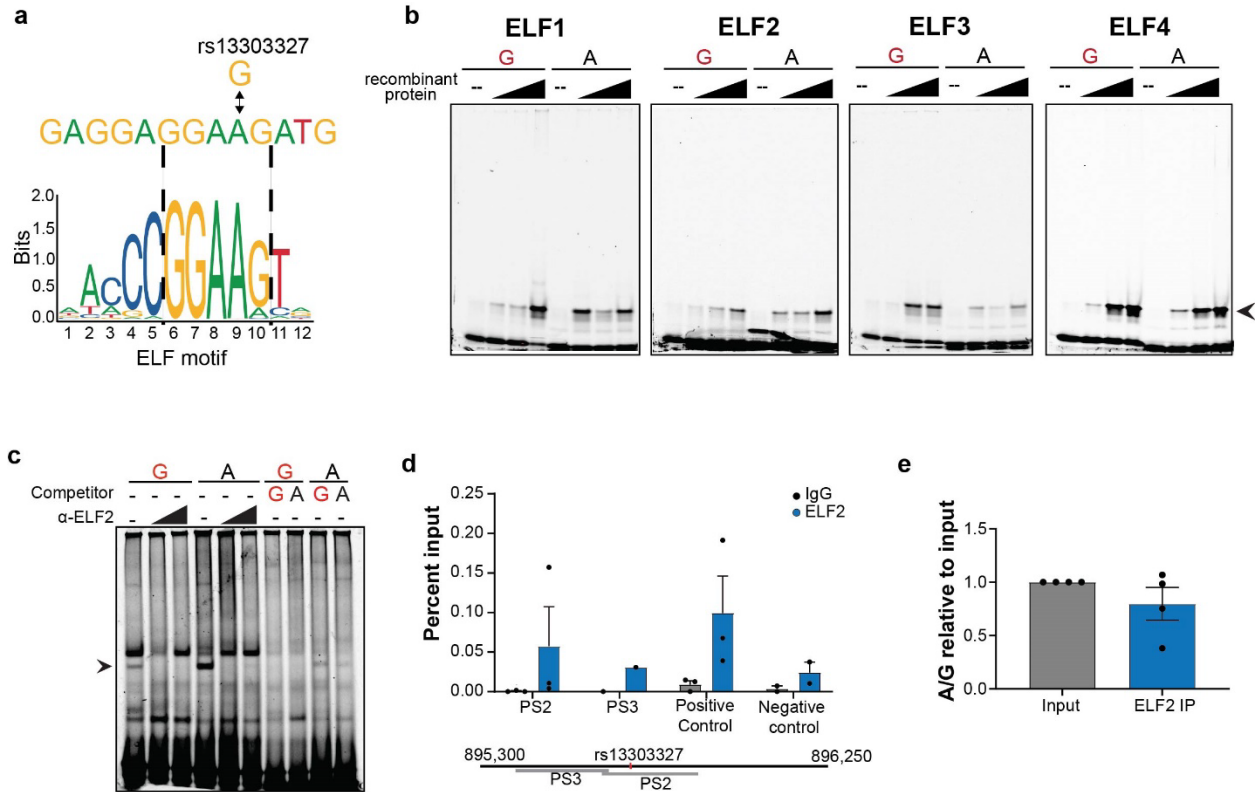 a
rs13303327
G
GAGGAGGAAGATG
Bits
2.0
1.5
1.0
0.5
0.0
1 2 3 4 5 6 7 8 9 10 11 12
ELF motif
b
ELF1 ELF2 ELF3 ELF4
G A G A G A G A
recombinant protein
-- -- -- -- -- -- -- --
c
G A G A
Competitor - - - - - - G A G A
α-ELF2 - - - - - -
d
Percent input
0.25
0.20
0.15
0.10
0.05
0.00
IgG
ELF2
PS2 PS3 Positive Control Negative control
895,300 rs13303327 896,250
PS3 PS2
e
A/G relative to input
1.5
1.0
0.5
0.0
Input ELF2 IP